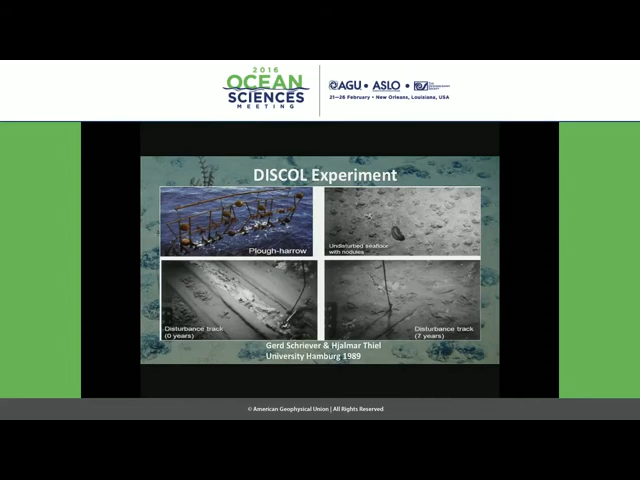 2016
OCEAN
SCIENCES
MEETING
AGU • ASLO •
21–26 February • New Orleans, Louisiana, USA
DISCOL Experiment
Plough-harrow
Undisturbed seafloor
with nodules
Disturbance track
(0 years)
Disturbance track
(7 years)
Gerd Schriever & Hjalmar Thiel
University Hamburg 1989
© American Geophysical Union | All Rights Reserved